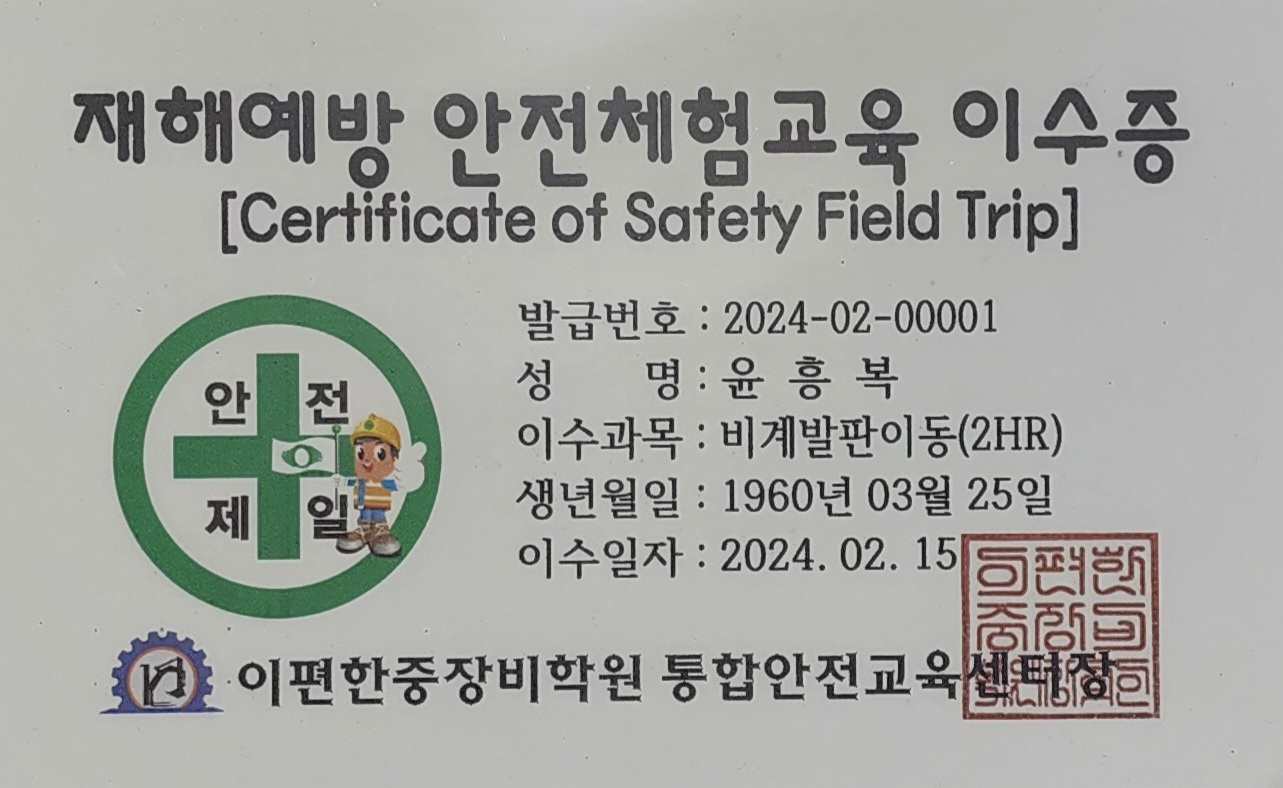 재해예방 안전체험교육 이수증
[Certificate of Safety Field Trip]
안 전
제 일
발급번호 : 2024-02-00001
성 명 : 윤 흥 복
이수과목 : 비계발판이동(2HR)
생년월일 : 1960년 03월 25일
이수일자 : 2024. 02. 15
이편한중장비학원 통합안전교육센터장